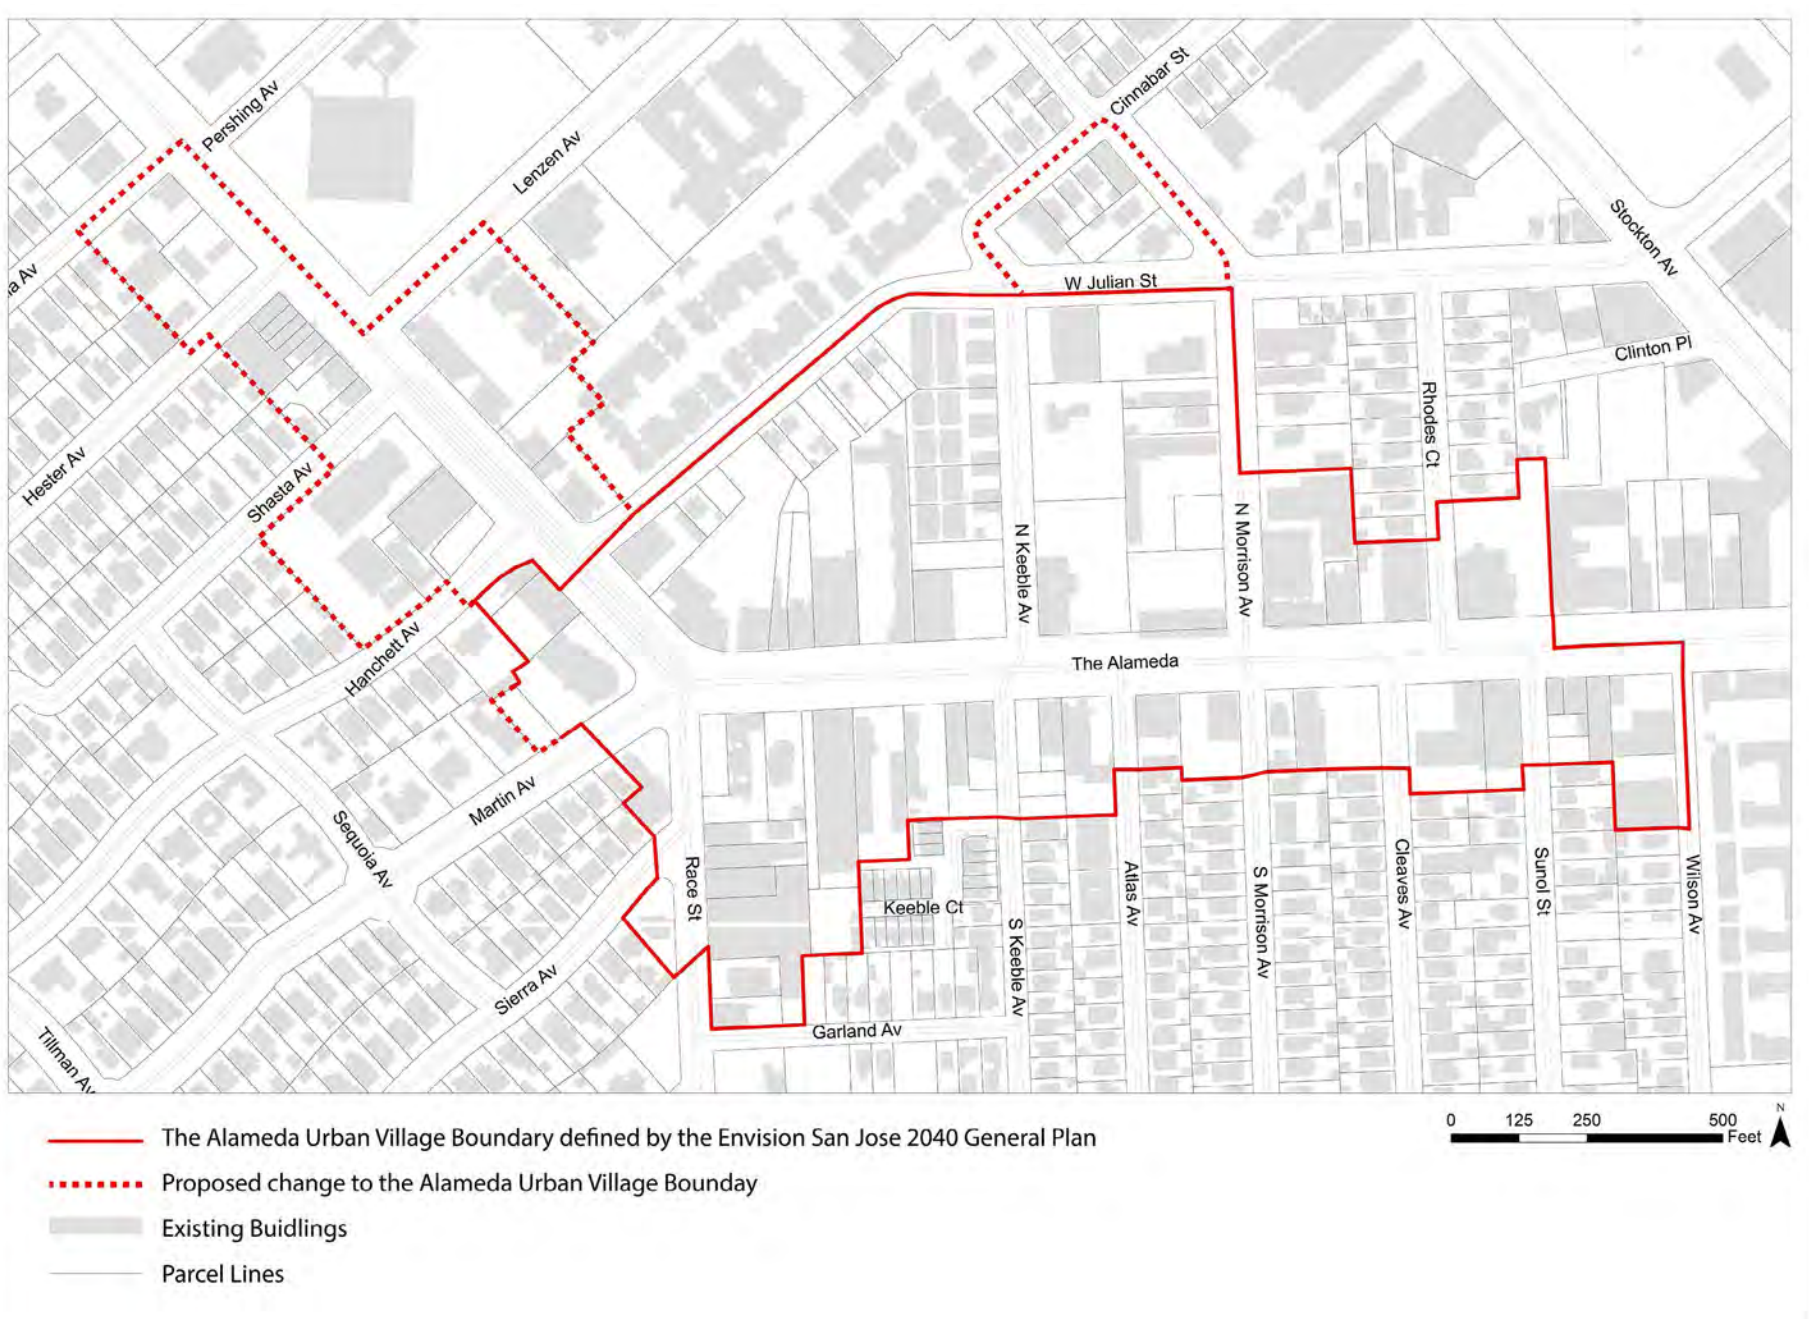 Pershing Av
Cinnabar St
Lenzen Av
Stockton Av
W Julian St
Clinton Pl
Rhodes Ct
Hester Av
Shasta Av
N Keeble Av
N Morrison Av
Hanchett Av
The Alameda
Martin Av
Sequoia Av
Race St
Keeble Ct
Atlas Av
S Morrison Av
Cleaves Av
Sunol St
Wilson Av
S Keeble Av
Sierra Av
Garland Av
Tillman Av
The Alameda Urban Village Boundary defined by the Envision San Jose 2040 General Plan
Proposed change to the Alameda Urban Village Bounday
Existing Buidlings
Parcel Lines
0 125 250 500
Feet
N